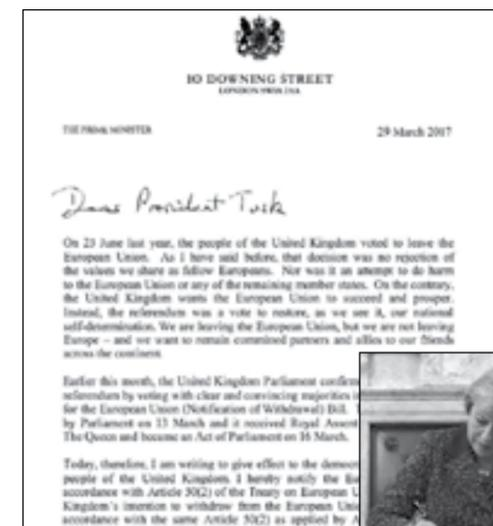 10 DOWNING STREET
LONDON SW1A 2AA
THE PRIME MINISTER
29 March 2017
Dear President Tusk
On 23 June last year, the people of the United Kingdom voted to leave the
European Union. As I have said before, that decision was no rejection of
the values we share as fellow Europeans. Nor was it an attempt to do harm
to the European Union or any of the remaining member states. On the contrary,
the United Kingdom wants the European Union to succeed and prosper.
Instead, the referendum was a vote to restore, as we see it, our national
self-determination. We are leaving the European Union, but we are not leaving
Europe – and we want to remain committed partners and allies to our friends
across the continent.
Earlier this month, the United Kingdom Parliament confirm
referendum by voting with clear and convincing majorities i
for the European Union (Notification of Withdrawal) Bill.
by Parliament on 13 March and it received Royal Assent
The Queen and became an Act of Parliament on 16 March.
Today, therefore, I am writing to give effect to the democr
people of the United Kingdom. I hereby notify the Eu
accordance with Article 50(2) of the Treaty on European U
Kingdom's intention to withdraw from the European Unio
accordance with the same Article 50(2) as applied by A